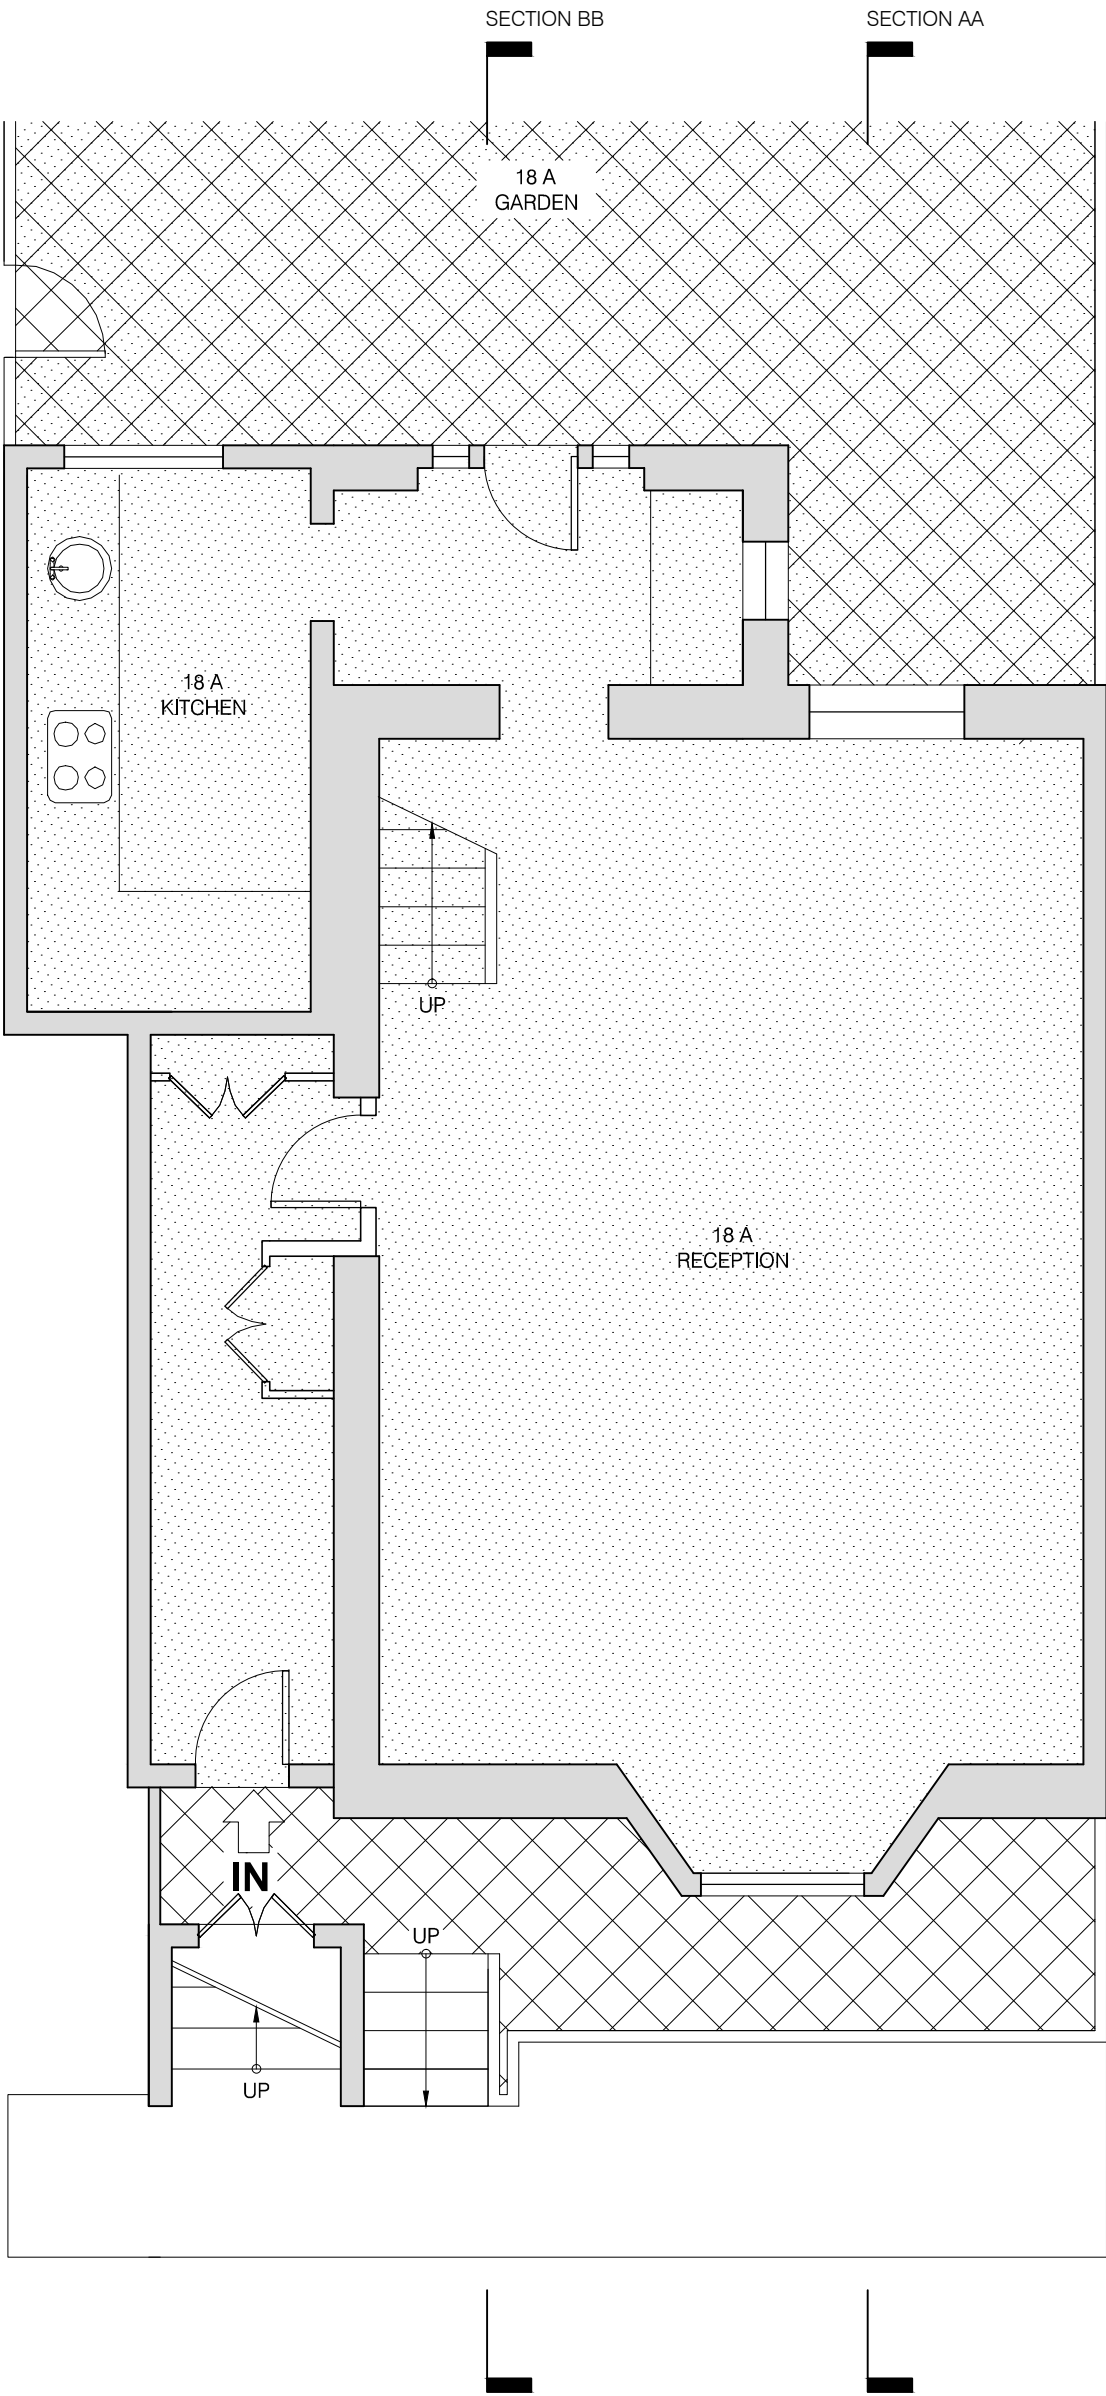 SECTION BB
SECTION AA
18 A
GARDEN
18 A
KITCHEN
UP
18 A
RECEPTION
IN
UP
UP